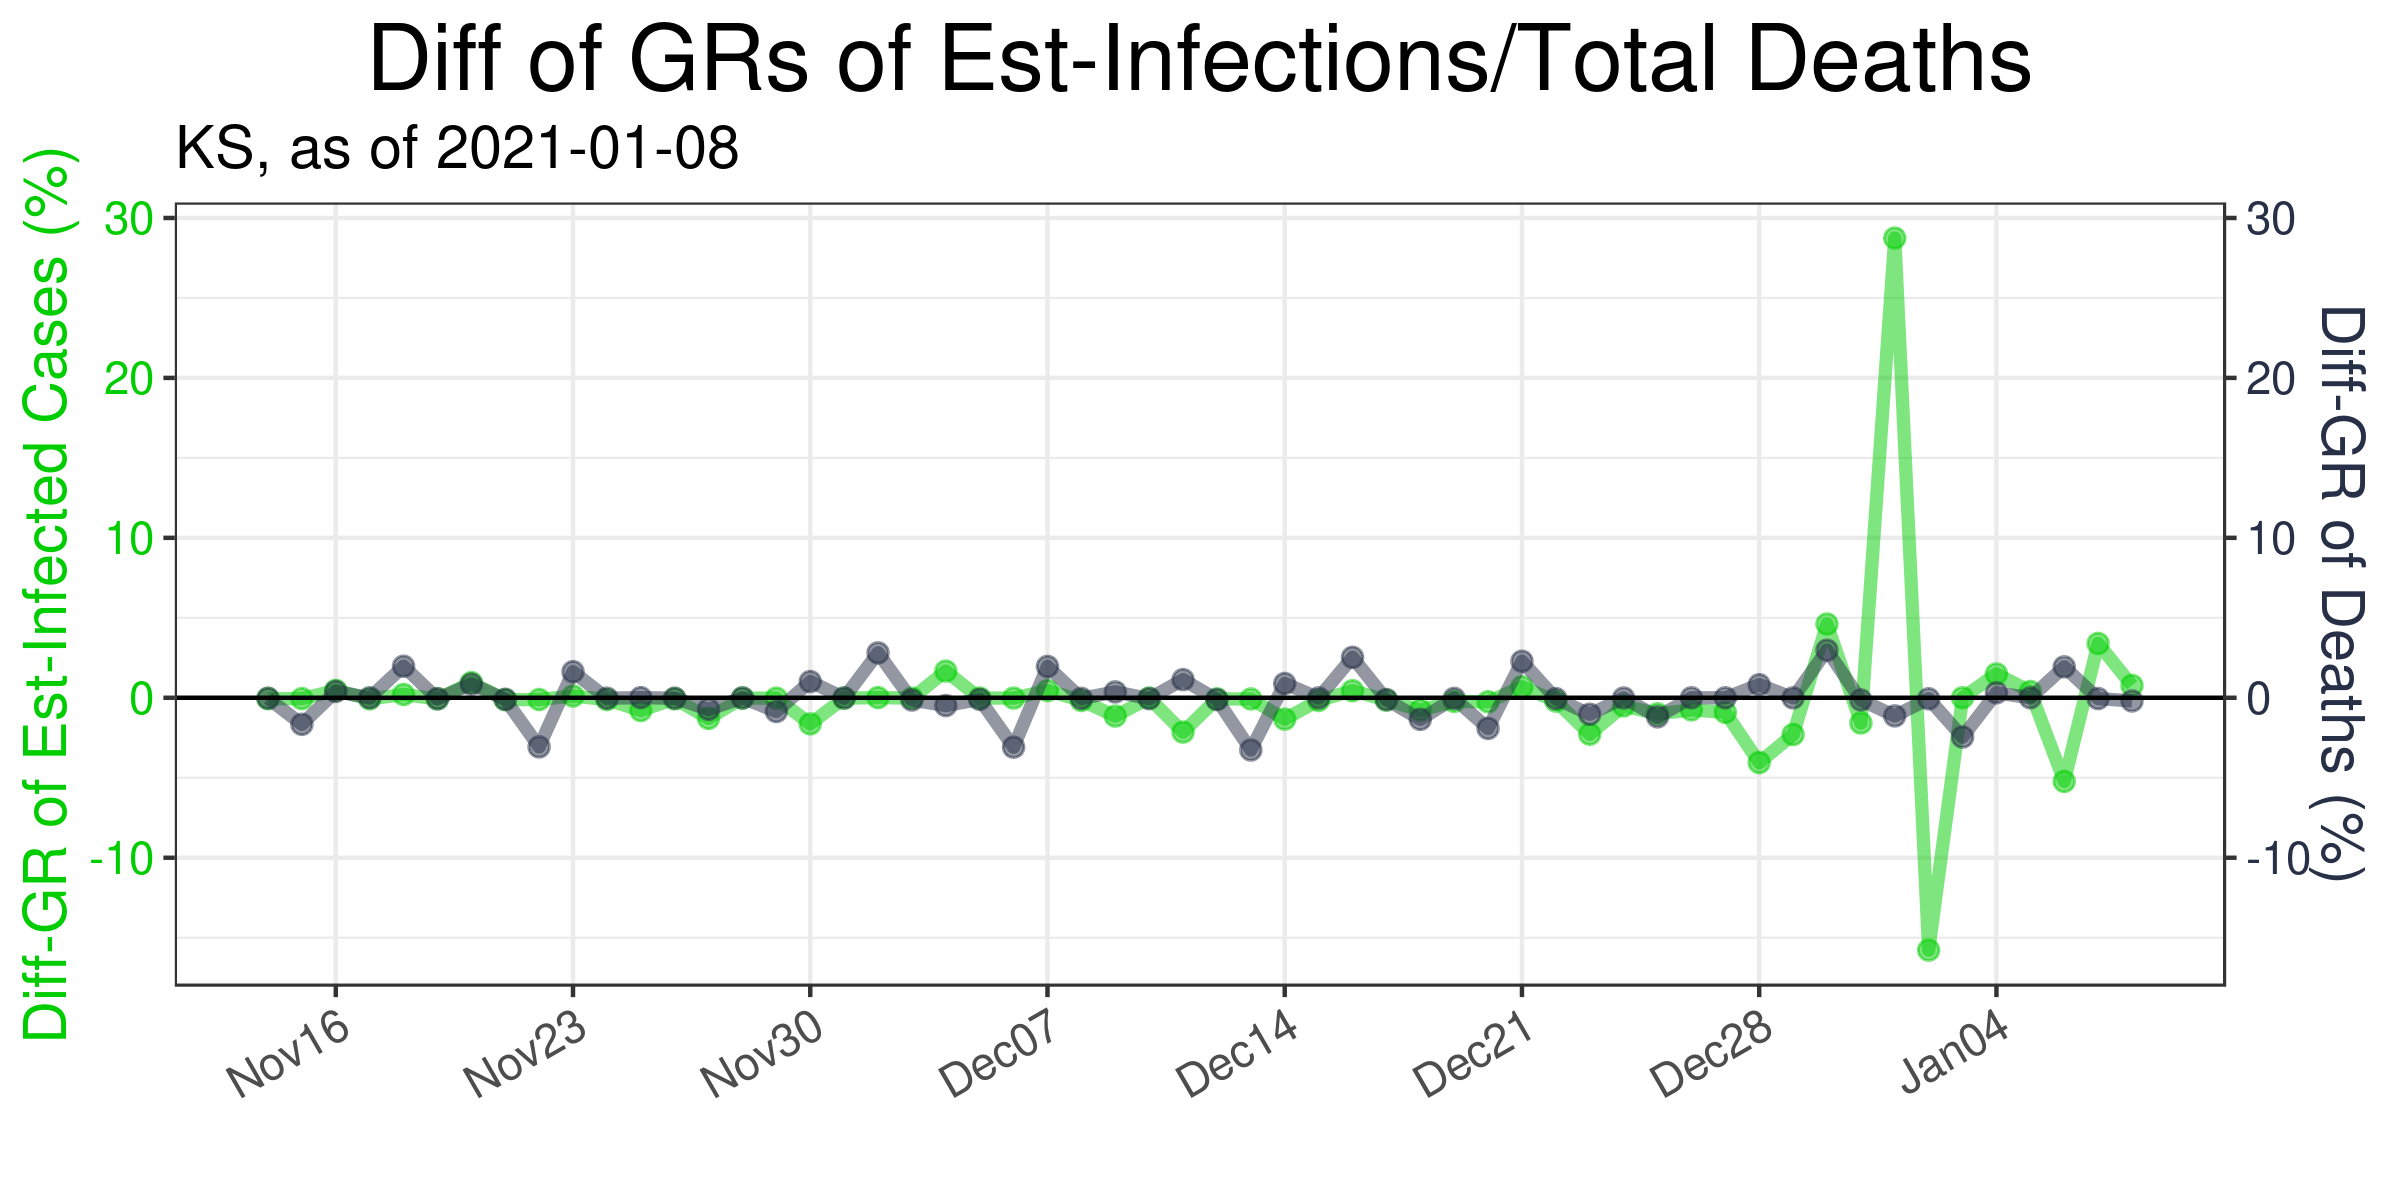 Diff of GRs of Est-Infections/Total Deaths
KS, as of 2021-01-08
Diff-GR of Est-Infected Cases (%)
30
20
10
0
-10
30
20
10
0
-10
Diff-GR of Deaths (%)
Nov16
Nov23
Nov30
Dec07
Dec14
Dec21
Dec28
Jan04